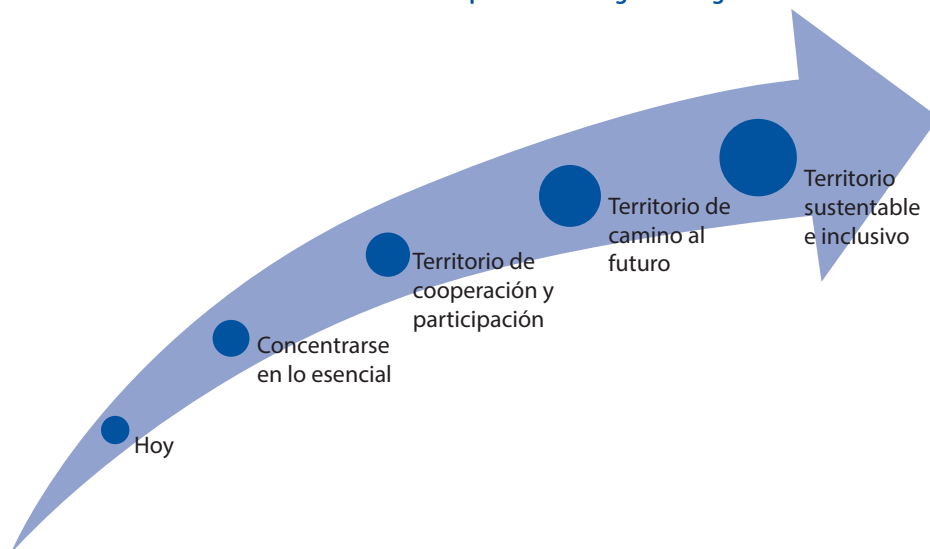 Hoy
Concentrarse
en lo esencial
Territorio de
cooperación y
participación
Territorio de
camino al
futuro
Territorio
sustentable
e inclusivo